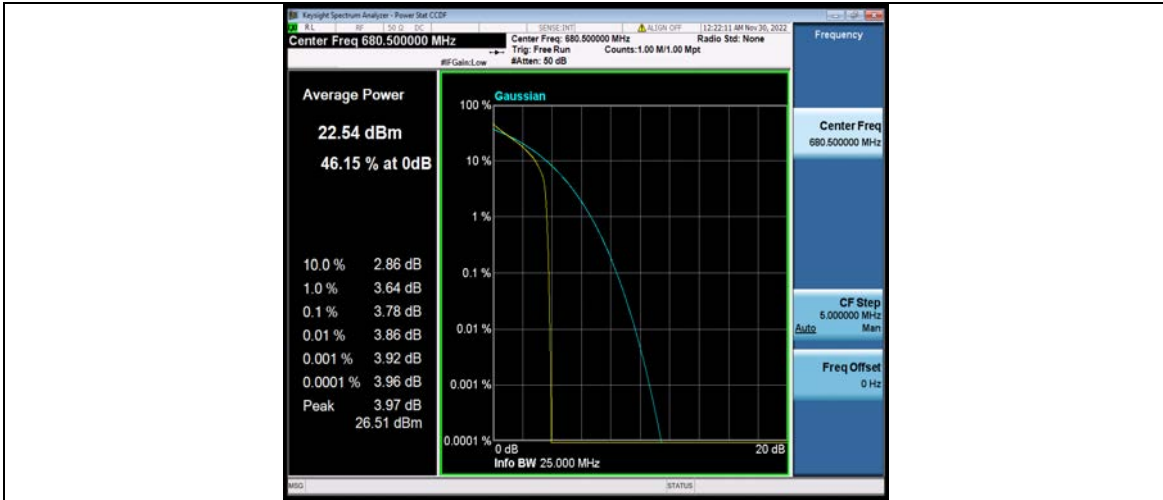 Keysight Spectrum Analyzer - Power Stat CCDF
RL RF 50 Ω DC SENSE:INT ALIGN OFF 12:22:11 AM Nov 30, 2022
Center Freq 680.500000 MHz
Center Freq: 680.500000 MHz Radio Std: None
Trig: Free Run Counts:1.00 M/1.00 Mpt
#IFGain:Low #Atten: 50 dB
Average Power
22.54 dBm
46.15 % at 0dB
10.0 % 2.86 dB
1.0 % 3.64 dB
0.1 % 3.78 dB
0.01 % 3.86 dB
0.001 % 3.92 dB
0.0001 % 3.96 dB
Peak 3.97 dB
26.51 dBm
Gaussian
100 %
10 %
1 %
0.1 %
0.01 %
0.001 %
0.0001 %
0 dB 20 dB
Info BW 25.000 MHz
Frequency
Center Freq
680.500000 MHz
CF Step
5.000000 MHz
Auto Man
Freq Offset
0 Hz
MSG STATUS